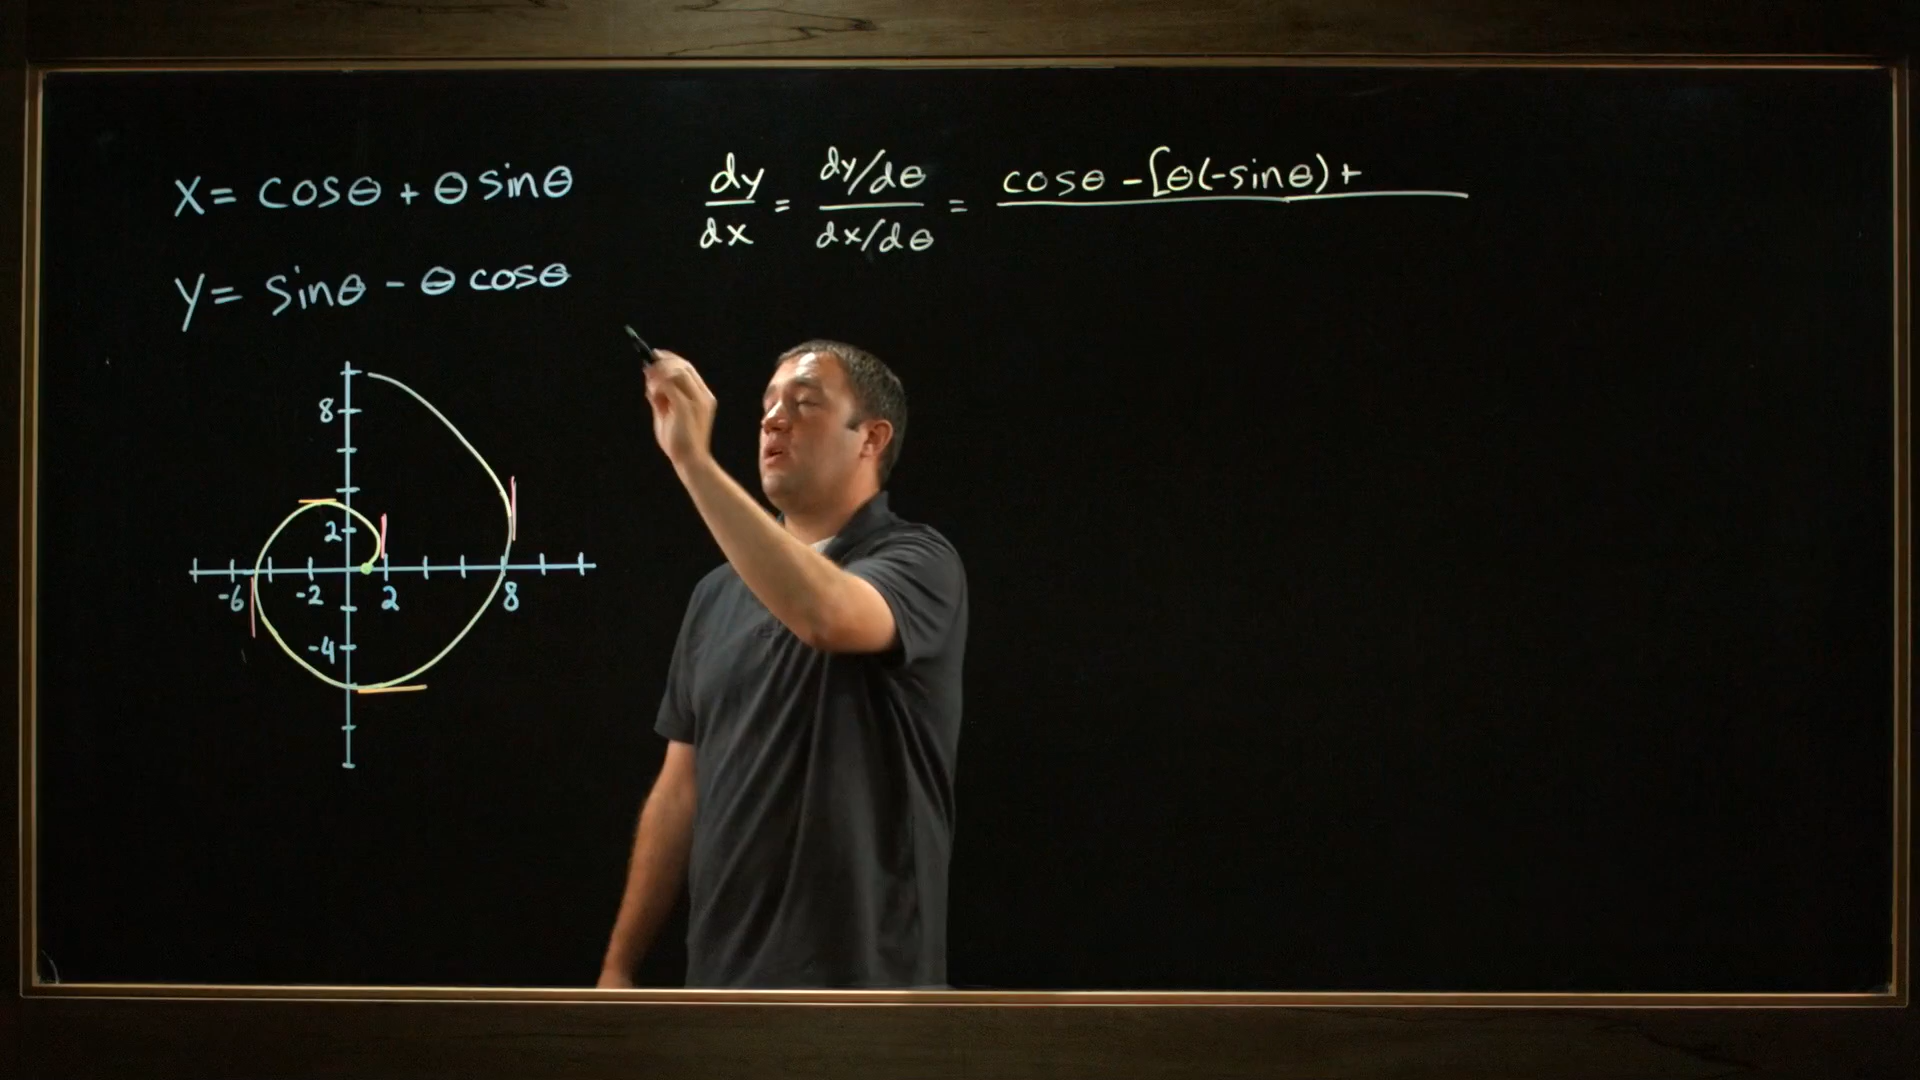 x = cosθ + θ sinθ
y = sinθ - θ cosθ
dy/dx = dy/dθ / dx/dθ = cosθ - [θ(-sinθ) +
8
2
-6 -2 2 8
-4